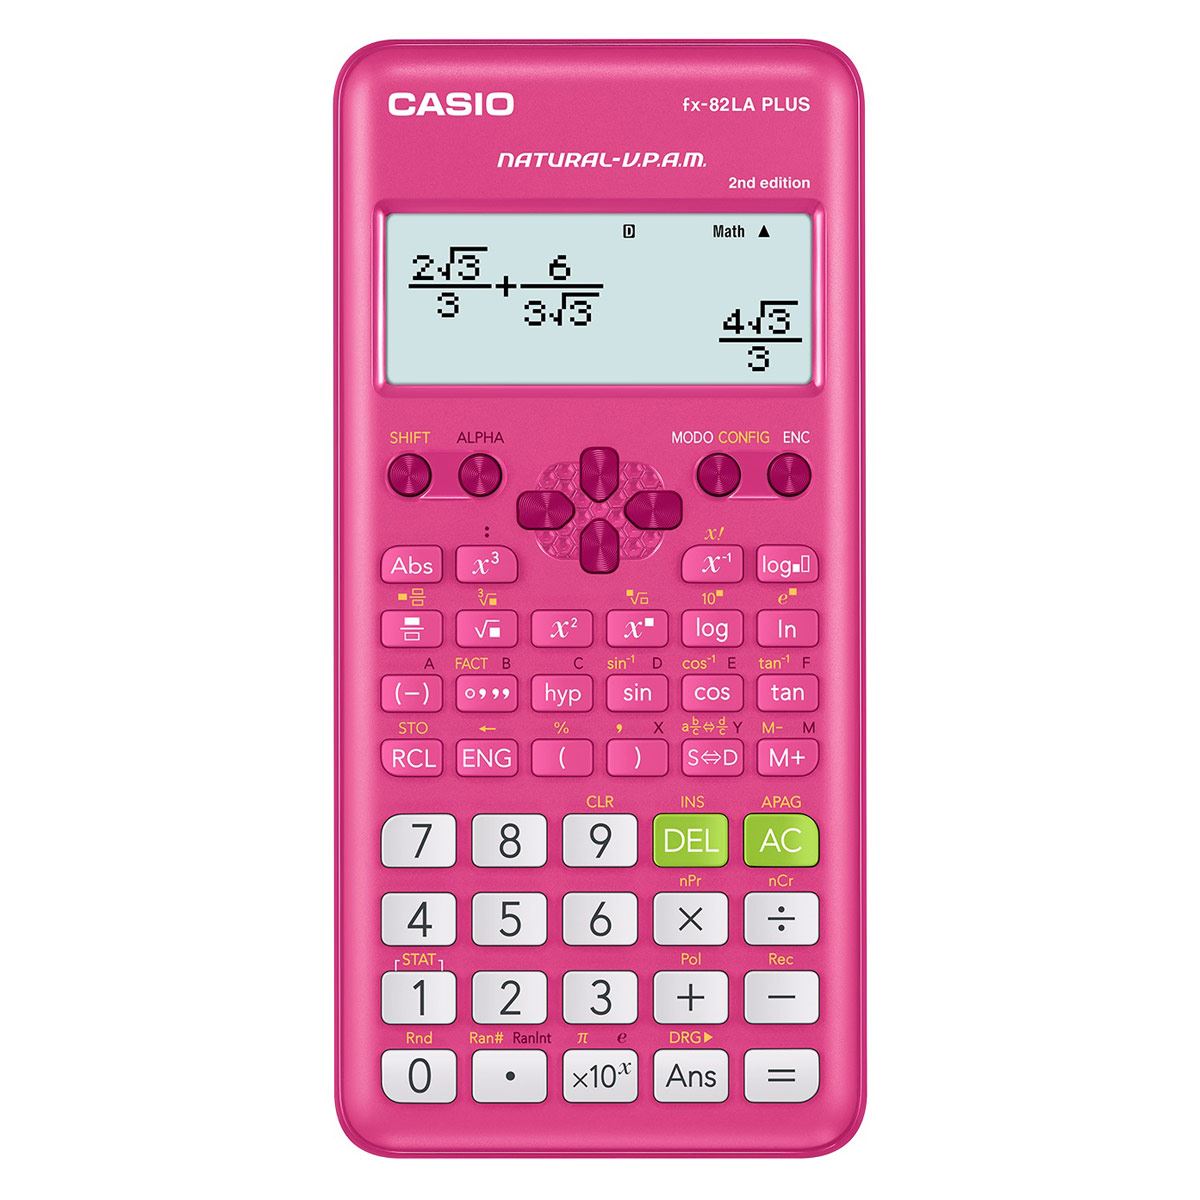 CASIO fx-82LA PLUS
NATURAL-V.P.A.M.
2nd edition
D Math ▲
2√3/3 + 6/3√3
4√3/3
SHIFT ALPHA MODO CONFIG ENC
: x!
Abs x³ x⁻¹ log▪▯
▪▯/▯ ³√▪ ▪√▯ 10▪ e▪
▪/▯ √▪ x² x▪ log ln
A FACT B C sin⁻¹ D cos⁻¹ E tan⁻¹ F
(−) °,,, hyp sin cos tan
STO ← % , X a b/c⇔d/c Y M− M
RCL ENG ( ) S⇔D M+
CLR INS APAG
7 8 9 DEL AC
nPr nCr
4 5 6 × ÷
STAT Pol Rec
1 2 3 + −
Rnd Ran# RanInt π e DRG▶
0 • ×10ˣ Ans =